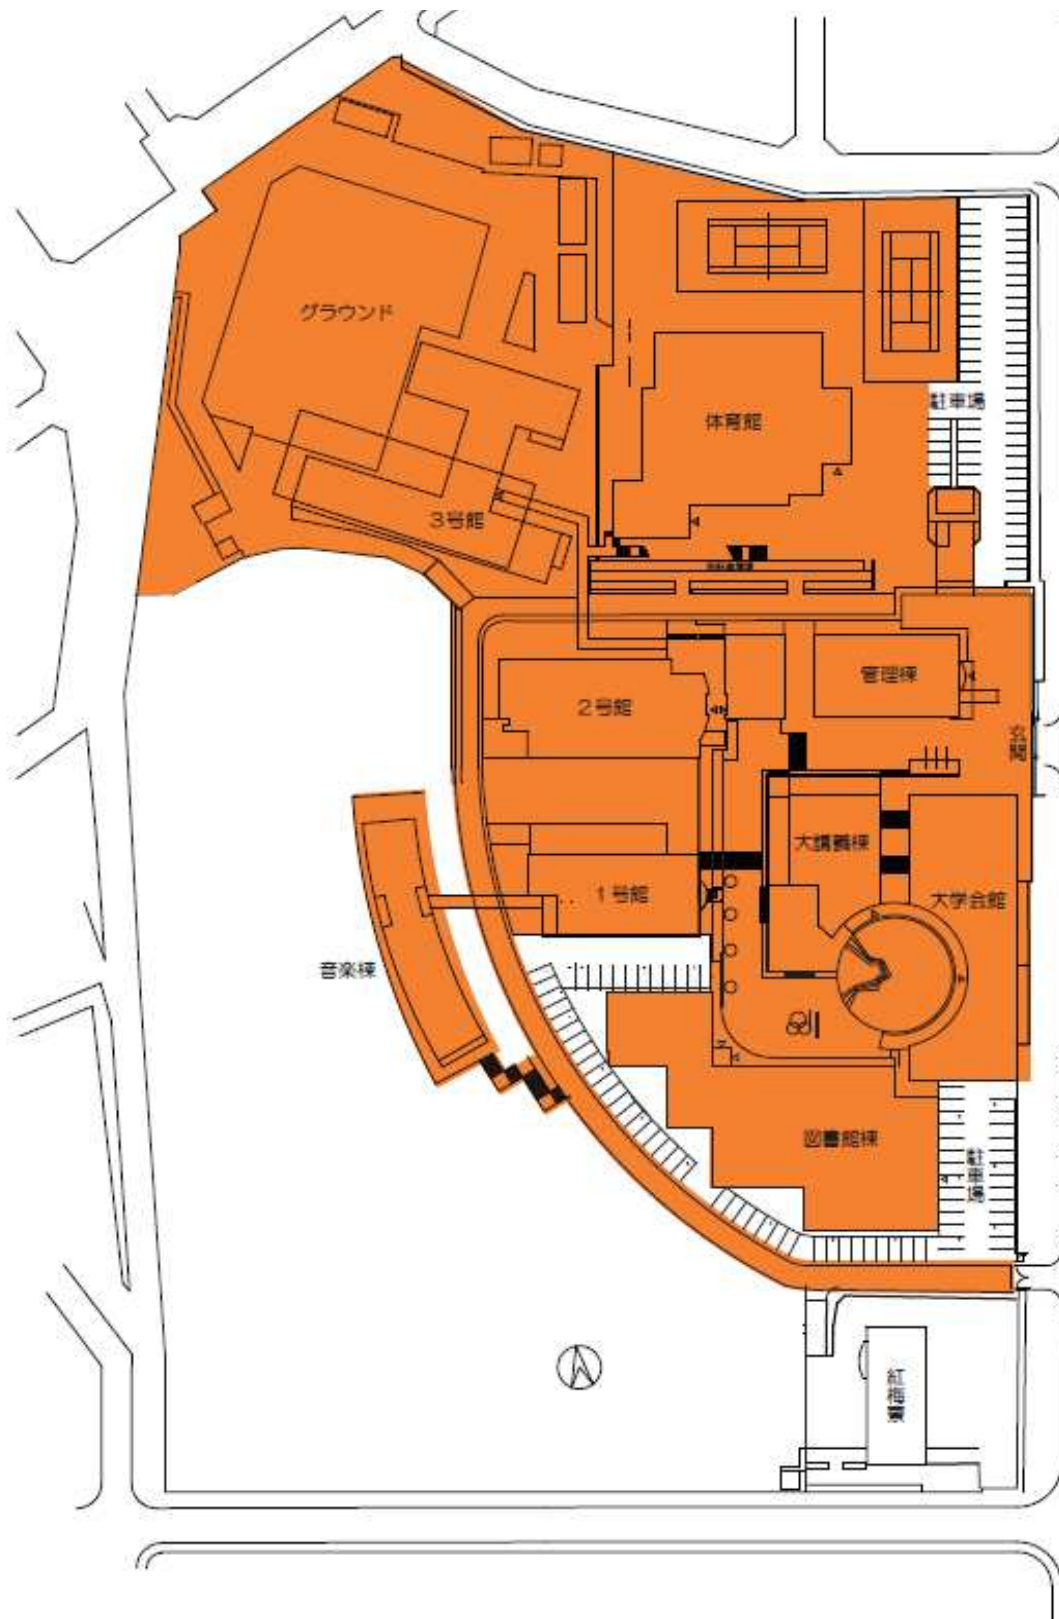 グラウンド
駐車場
体育館
3号館
管理棟
2号館
玄関
大講義棟
1号館
大学会館
音楽棟
図書館棟
駐車場
紅梅寮